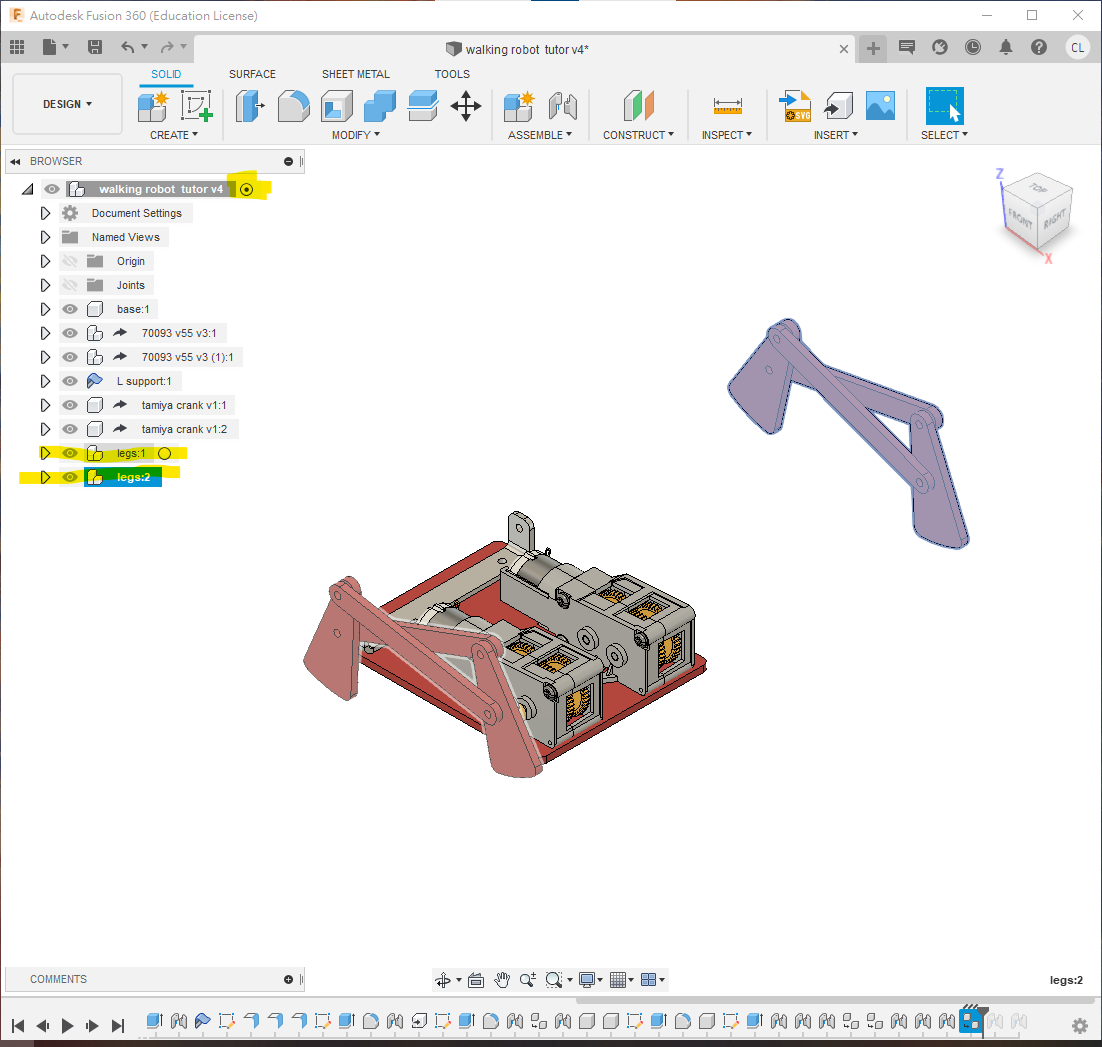 Autodesk Fusion 360 (Education License)
walking robot tutor v4*
CL
SOLID SURFACE SHEET METAL TOOLS
DESIGN
CREATE MODIFY ASSEMBLE CONSTRUCT INSPECT INSERT SELECT
SVG
BROWSER
walking robot tutor v4
Document Settings
Named Views
Origin
Joints
base:1
70093 v55 v3:1
70093 v55 v3 (1):1
L support:1
tamiya crank v1:1
tamiya crank v1:2
legs:1
legs:2
Z
TOP
FRONT RIGHT
X
COMMENTS
legs:2